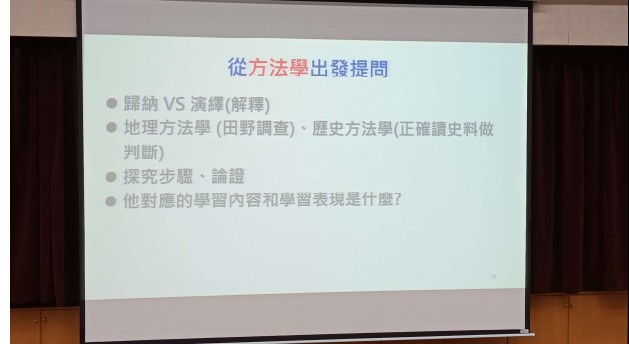 從方法學出發提問
● 歸納 VS 演繹(解釋)
● 地理方法學 (田野調查)、歷史方法學(正確讀史料做
判斷)
● 探究步驟、論證
● 他對應的學習內容和學習表現是什麼?